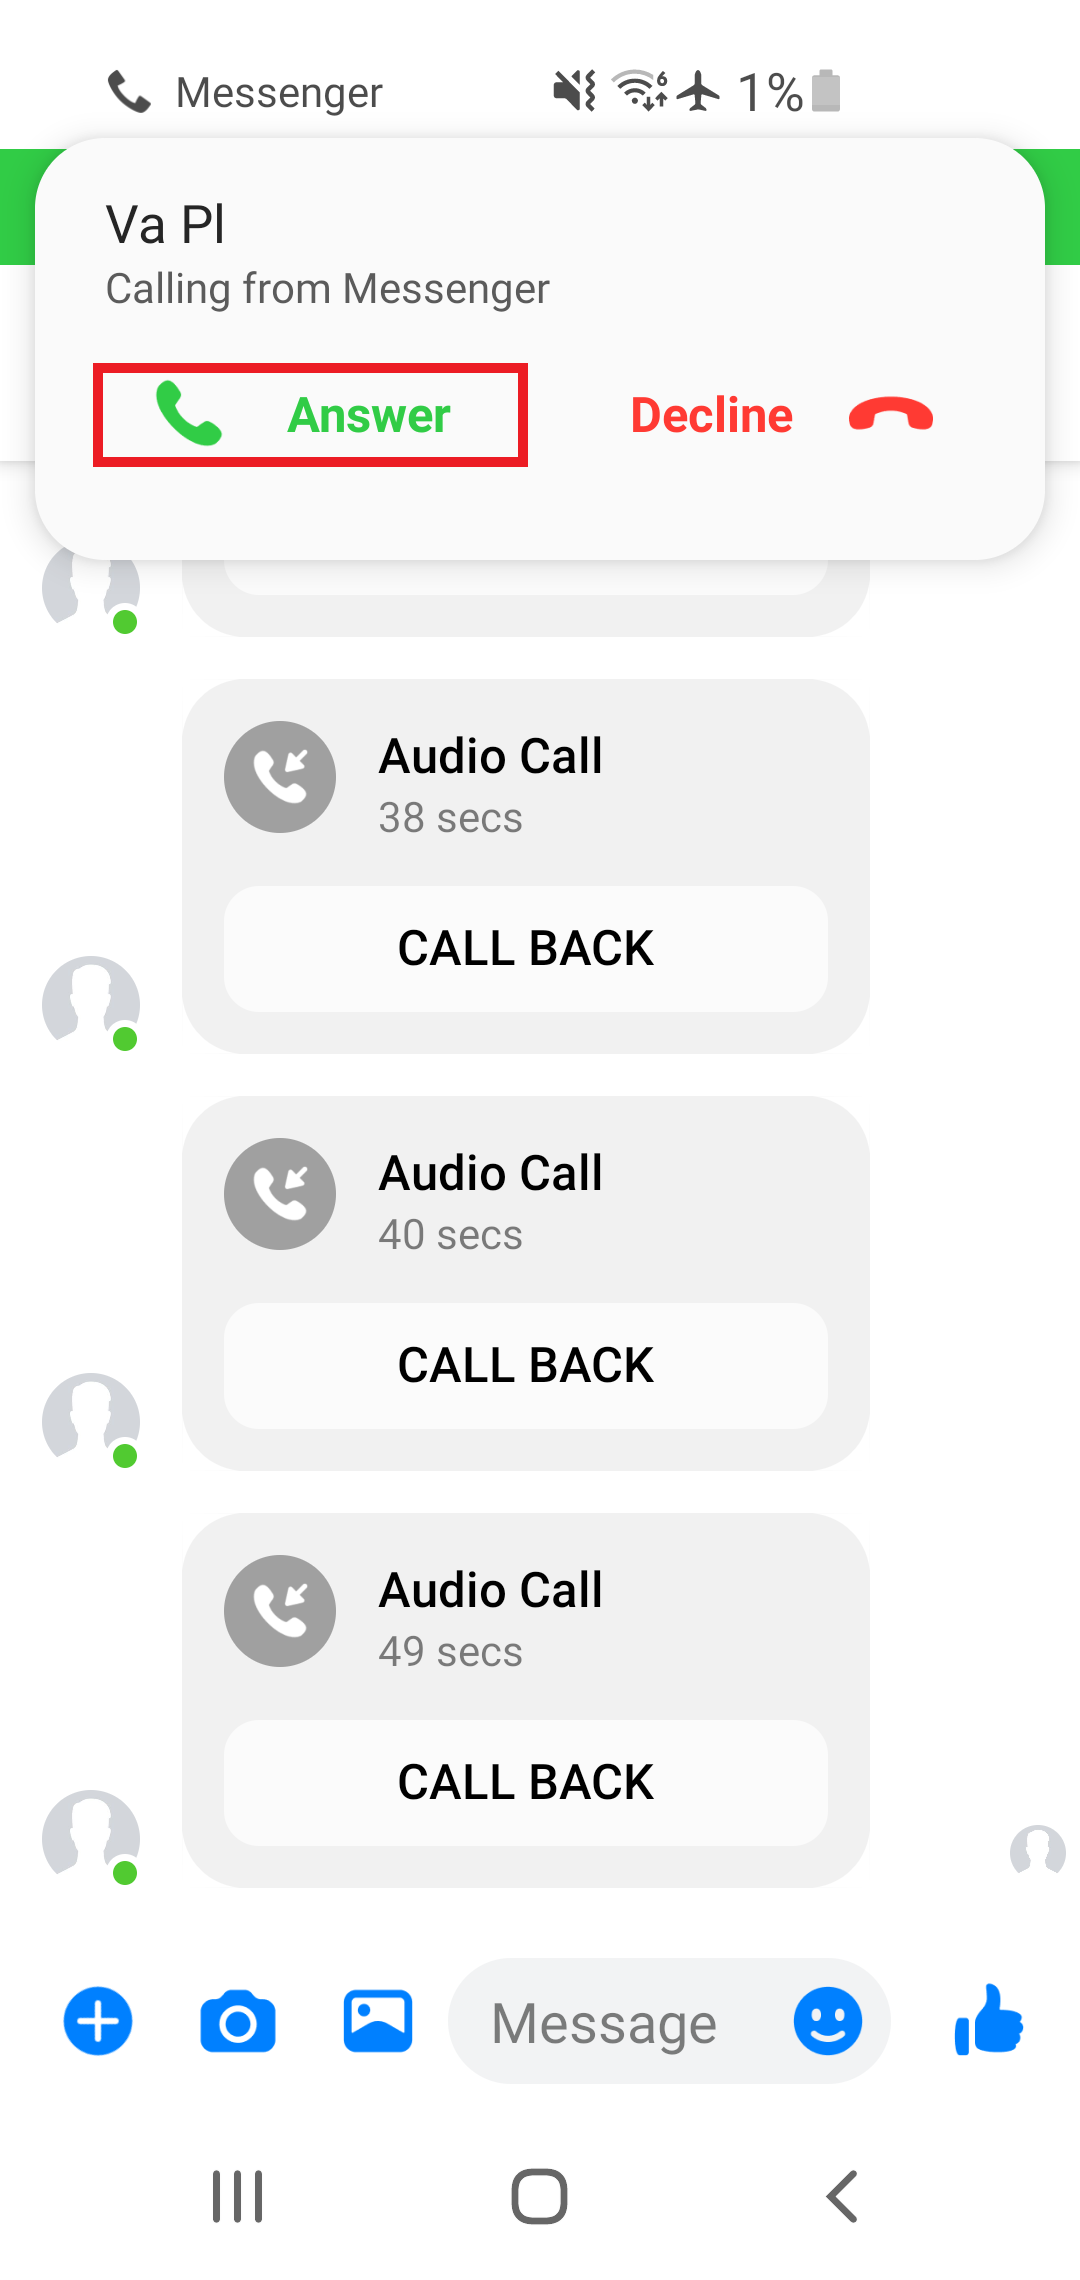 Messenger 6 1%
Va Pl
Calling from Messenger
Answer Decline
Audio Call
38 secs
CALL BACK
Audio Call
40 secs
CALL BACK
Audio Call
49 secs
CALL BACK
Message